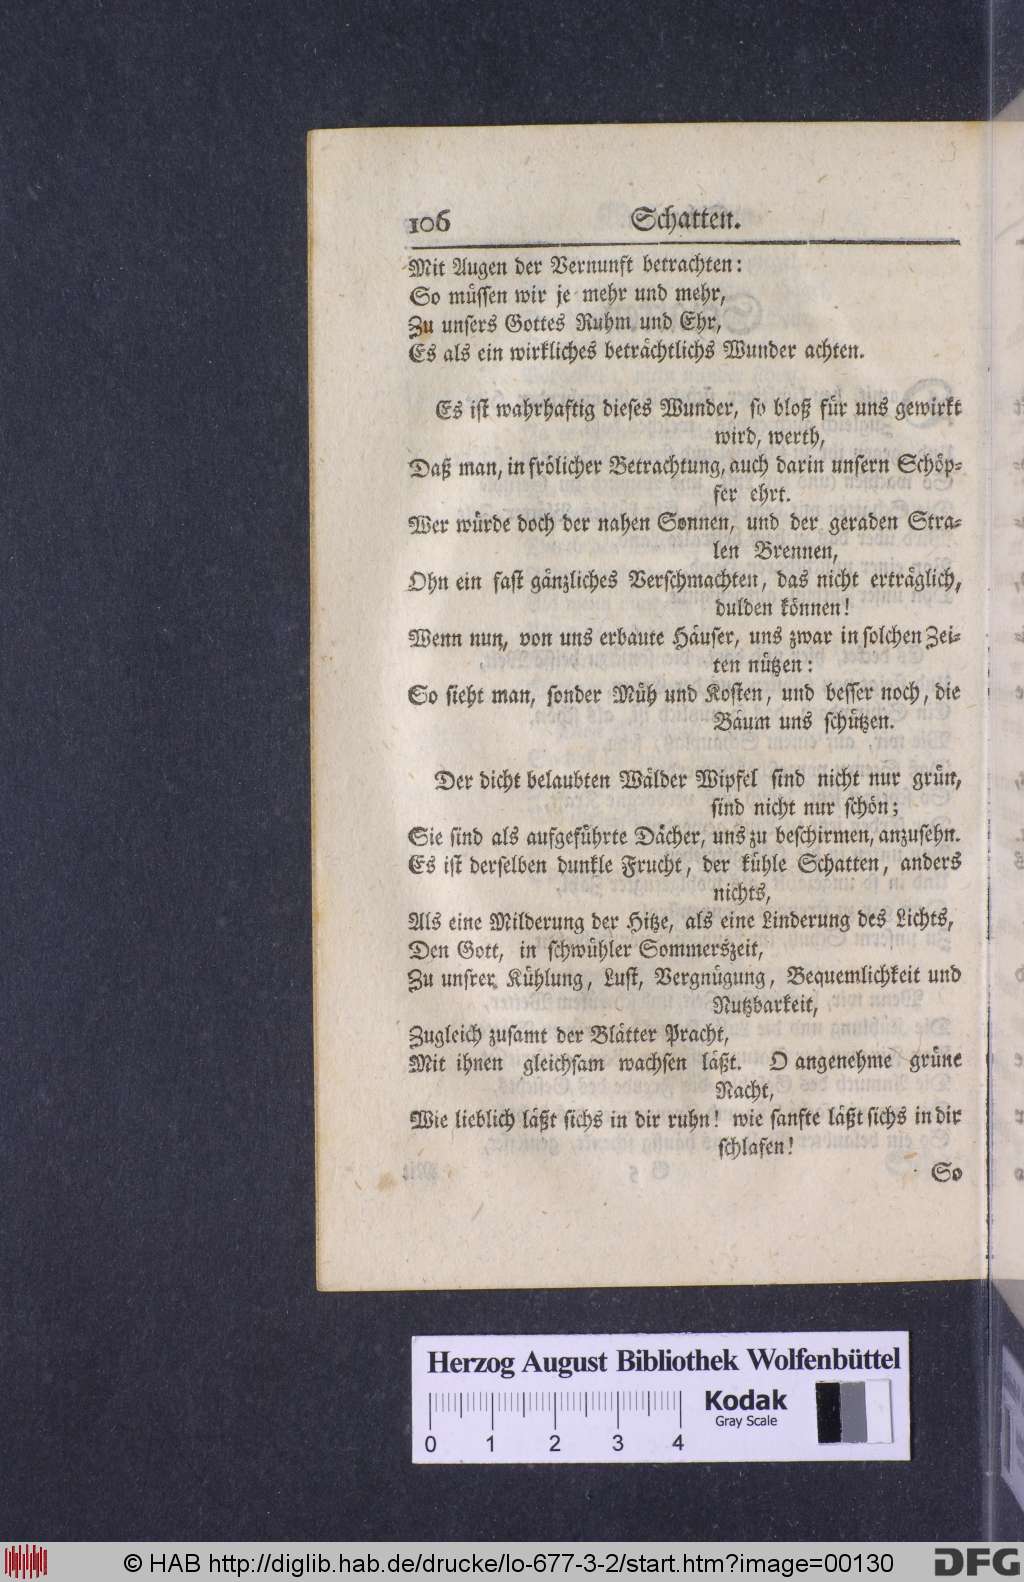 106 Schatten.
Mit Augen der Vernunft betrachten:
So müssen wir je mehr und mehr,
Zu unsers Gottes Ruhm und Ehr,
Es als ein wirkliches beträchtlichs Wunder achten.
Es ist wahrhaftig dieses Wunder, so bloß für uns gewirkt
wird, werth,
Daß man, in frölicher Betrachtung, auch darin unsern Schöp-
fer ehrt.
Wer würde doch der nahen Sonnen, und der geraden Stra-
len Brennen,
Ohn ein fast gänzliches Verschmachten, das nicht erträglich,
dulden können!
Wenn nun, von uns erbaute Häuser, uns zwar in solchen Zei-
ten nützen:
So sieht man, sonder Müh und Kosten, und besser noch, die
Bäum uns schützen.
Der dicht belaubten Wälder Wipfel sind nicht nur grün,
sind nicht nur schön;
Sie sind als aufgeführte Dächer, uns zu beschirmen, anzusehn.
Es ist derselben dunkle Frucht, der kühle Schatten, anders
nichts,
Als eine Milderung der Hitze, als eine Linderung des Lichts,
Den Gott, in schwühler Sommerszeit,
Zu unsrer Kühlung, Lust, Vergnügung, Bequemlichkeit und
Nutzbarkeit,
Zugleich zusamt der Blätter Pracht,
Mit ihnen gleichsam wachsen läßt. O angenehme grüne
Nacht,
Wie lieblich läßt sichs in dir ruhn! wie sanfte läßt sichs in dir
schlafen!
So
Herzog August Bibliothek Wolfenbüttel
Kodak
Gray Scale
0 1 2 3 4
© HAB http://diglib.hab.de/drucke/lo-677-3-2/start.htm?image=00130
DFG